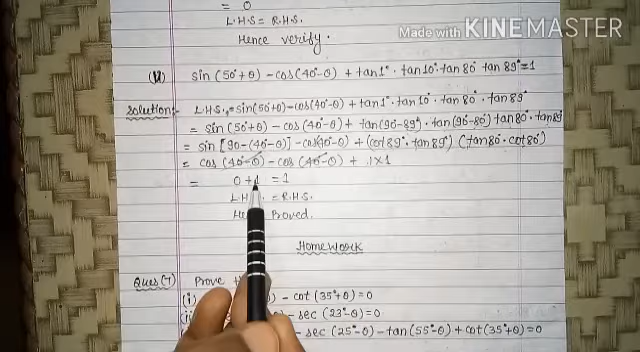 = 0
L.H.S = R.H.S.
Hence verify.
Made with KINEMASTER
sin (50°+θ) - cos(40°-θ) + tan1° · tan10° · tan80° tan89° = 1
Solution:- L.H.S. = sin(50°+θ) - cos(40°-θ) + tan1° · tan10° · tan80° · tan89°
= sin (50°+θ) - cos (40°-θ) + tan(90-89°) · tan(90-80°) tan80° · tan89°
= sin [90-(40-θ)] - cos(40-θ) + (cot89° · tan89°) (tan80° · cot80°)
= cos (40°-θ) - cos (40°-θ) + 1×1
= 0+1 = 1
L.H.S. = R.H.S.
Proved.
Homework
Ques (7) Prove
(i) - cot (35°+θ) = 0
- sec (23°-θ) = 0
- sec (25°-θ) - tan(55°-θ) + cot(35°+θ) = 0